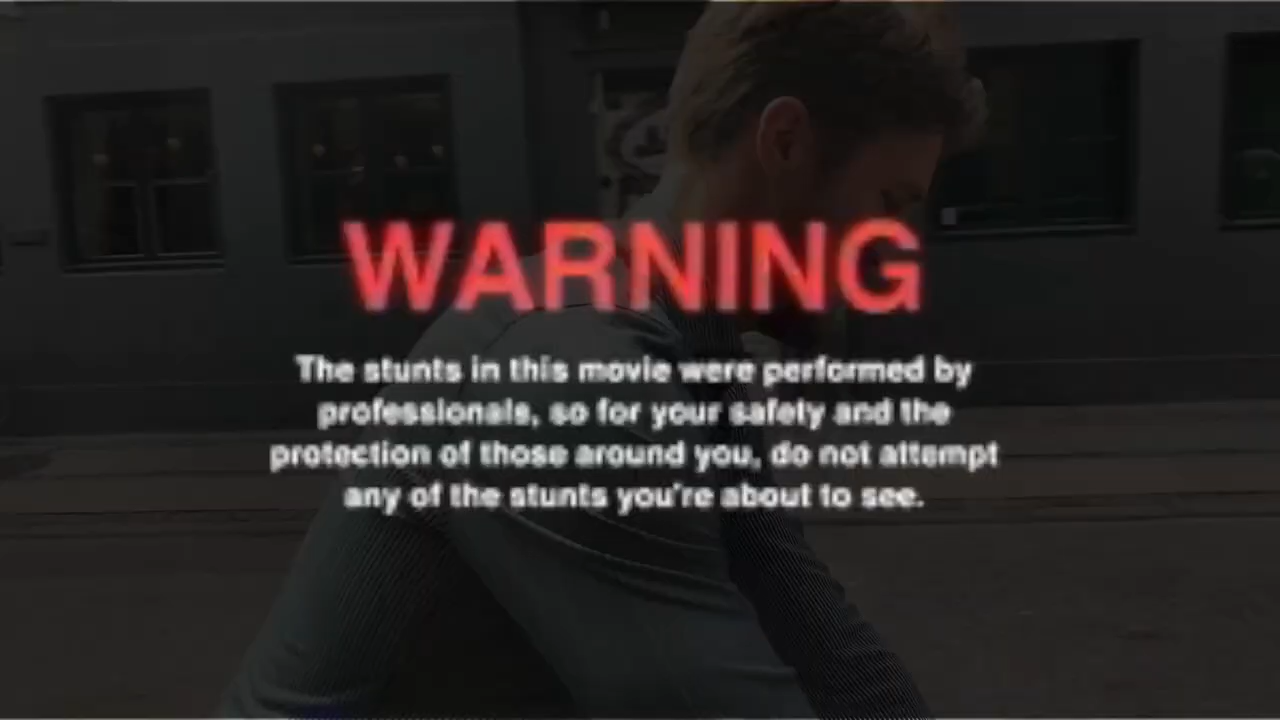 WARNING
The stunts in this movie were performed by
professionals, so for your safety and the
protection of those around you, do not attempt
any of the stunts you're about to see.